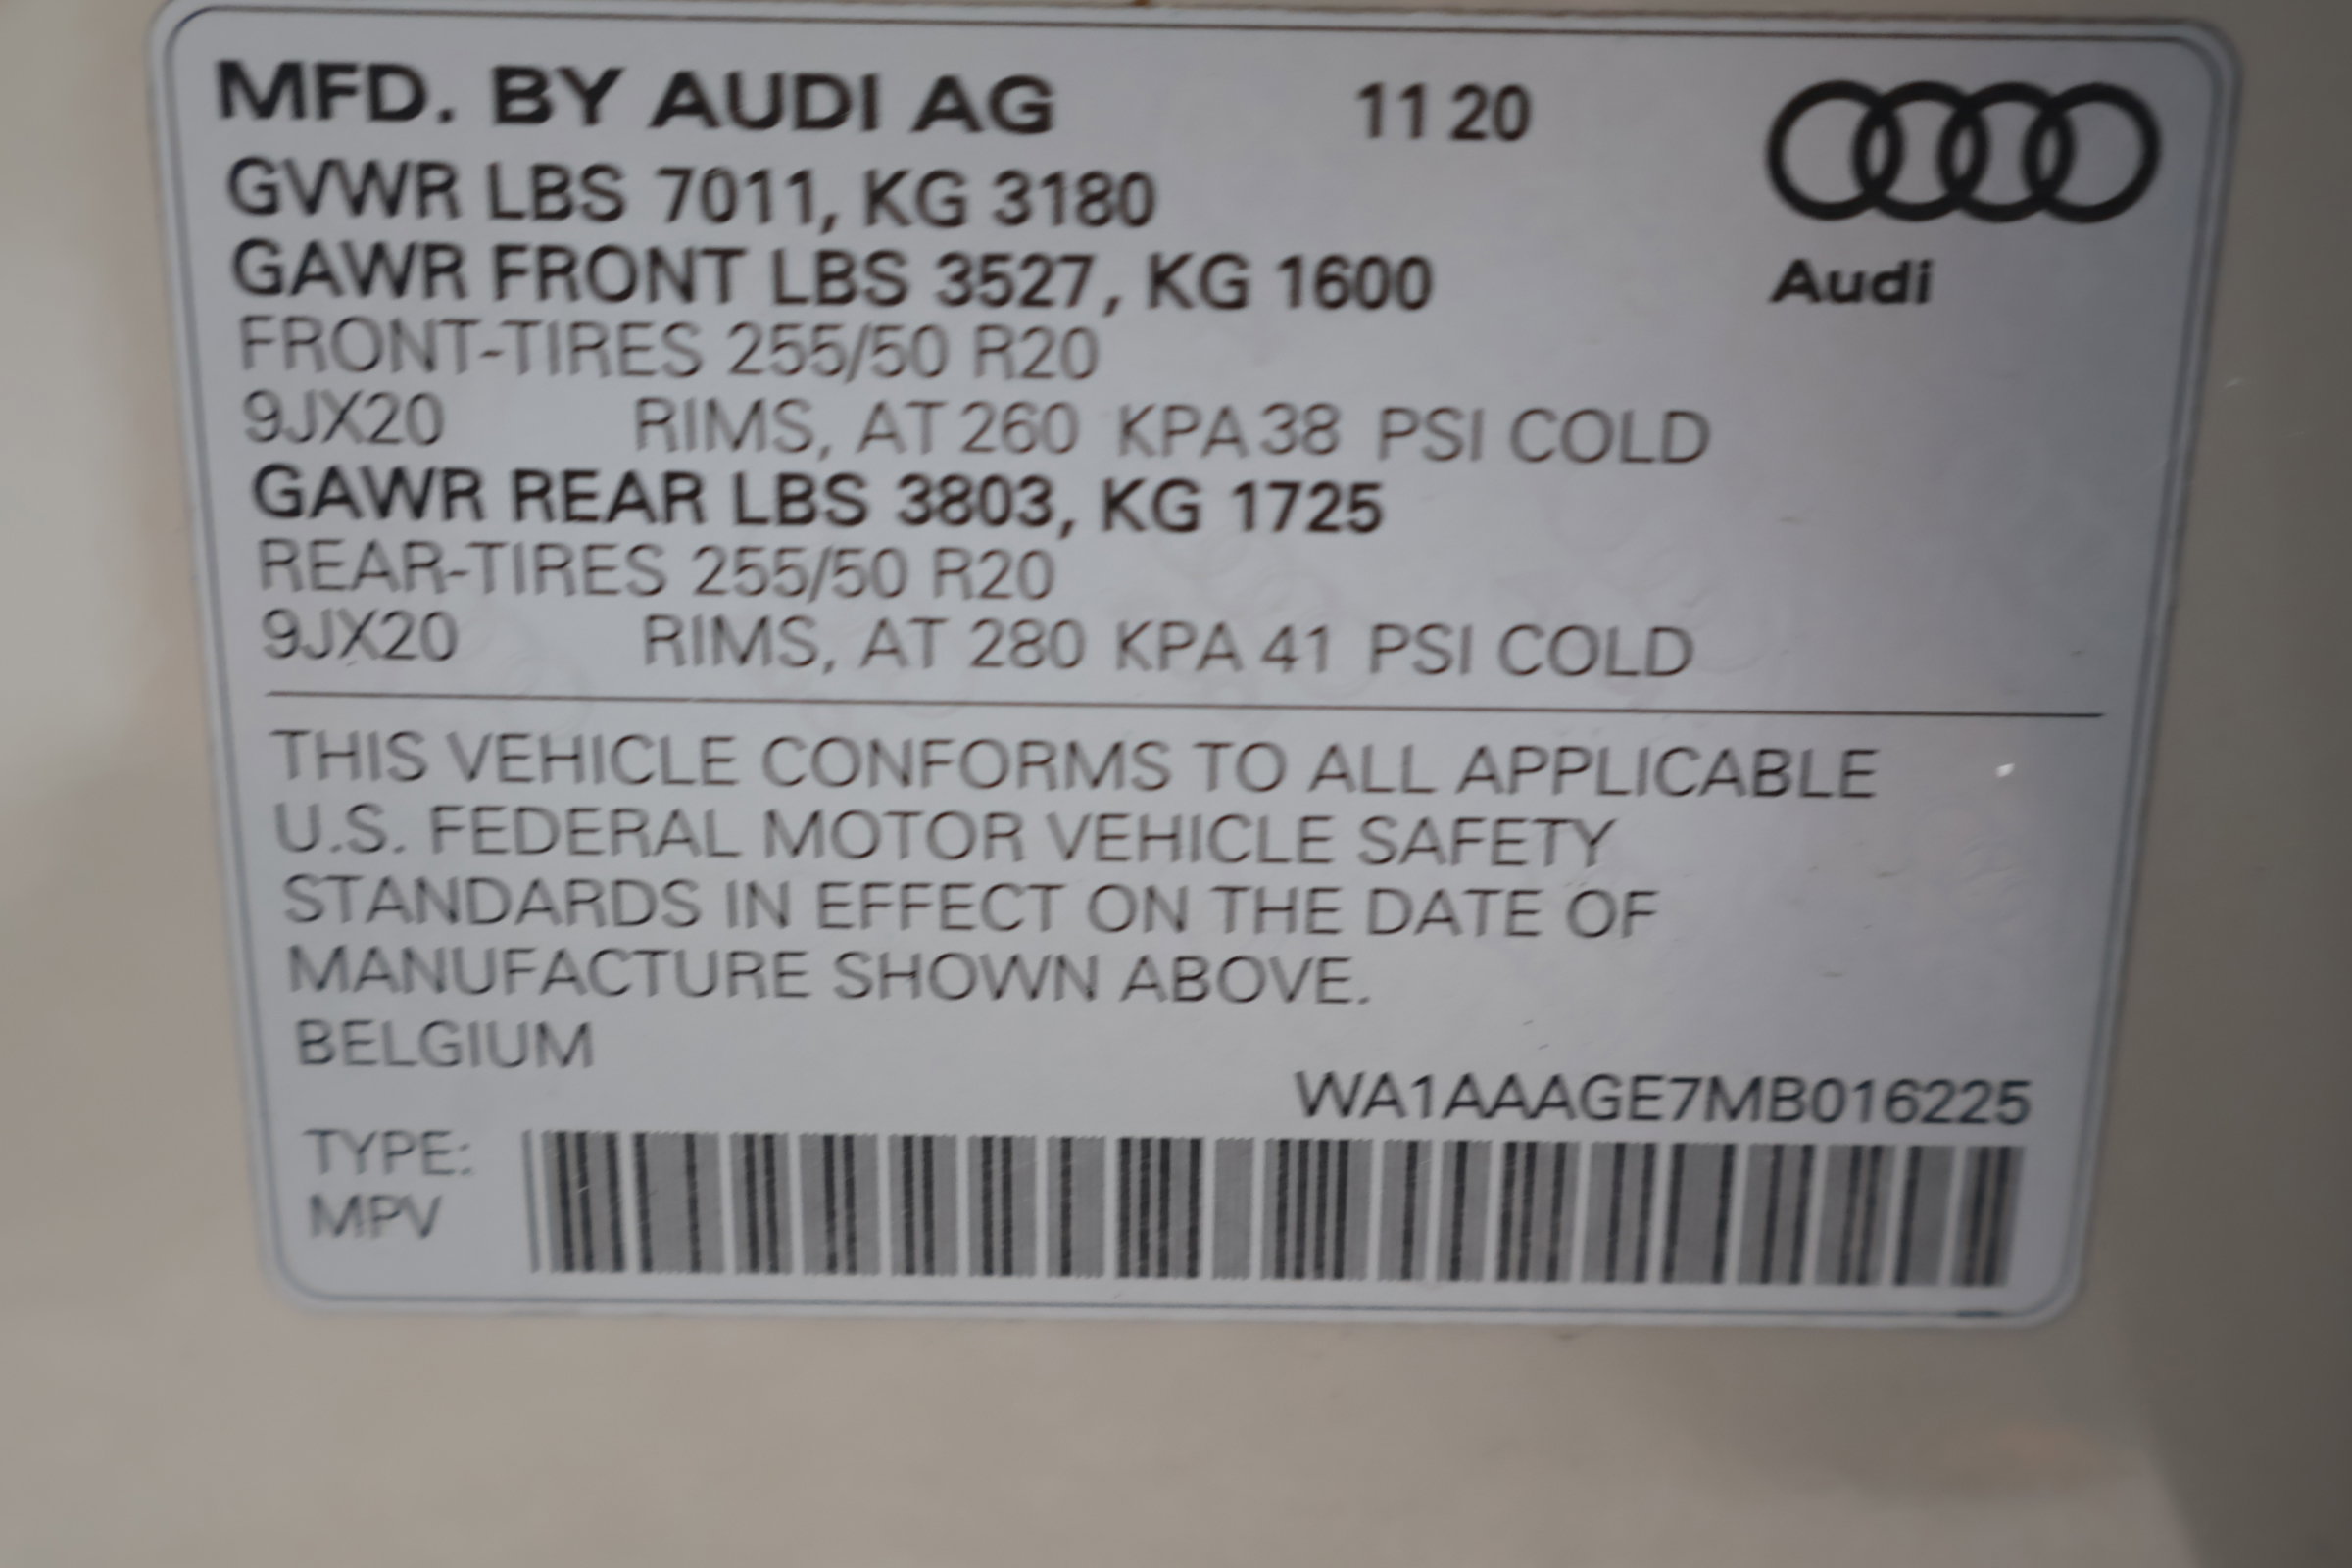 MFD. BY AUDI AG 11 20
GVWR LBS 7011, KG 3180
GAWR FRONT LBS 3527, KG 1600
Audi
FRONT-TIRES 255/50 R20
9JX20 RIMS, AT 260 KPA 38 PSI COLD
GAWR REAR LBS 3803, KG 1725
REAR-TIRES 255/50 R20
9JX20 RIMS, AT 280 KPA 41 PSI COLD
THIS VEHICLE CONFORMS TO ALL APPLICABLE
U.S. FEDERAL MOTOR VEHICLE SAFETY
STANDARDS IN EFFECT ON THE DATE OF
MANUFACTURE SHOWN ABOVE.
BELGIUM
WA1AAAGE7MB016225
TYPE:
MPV